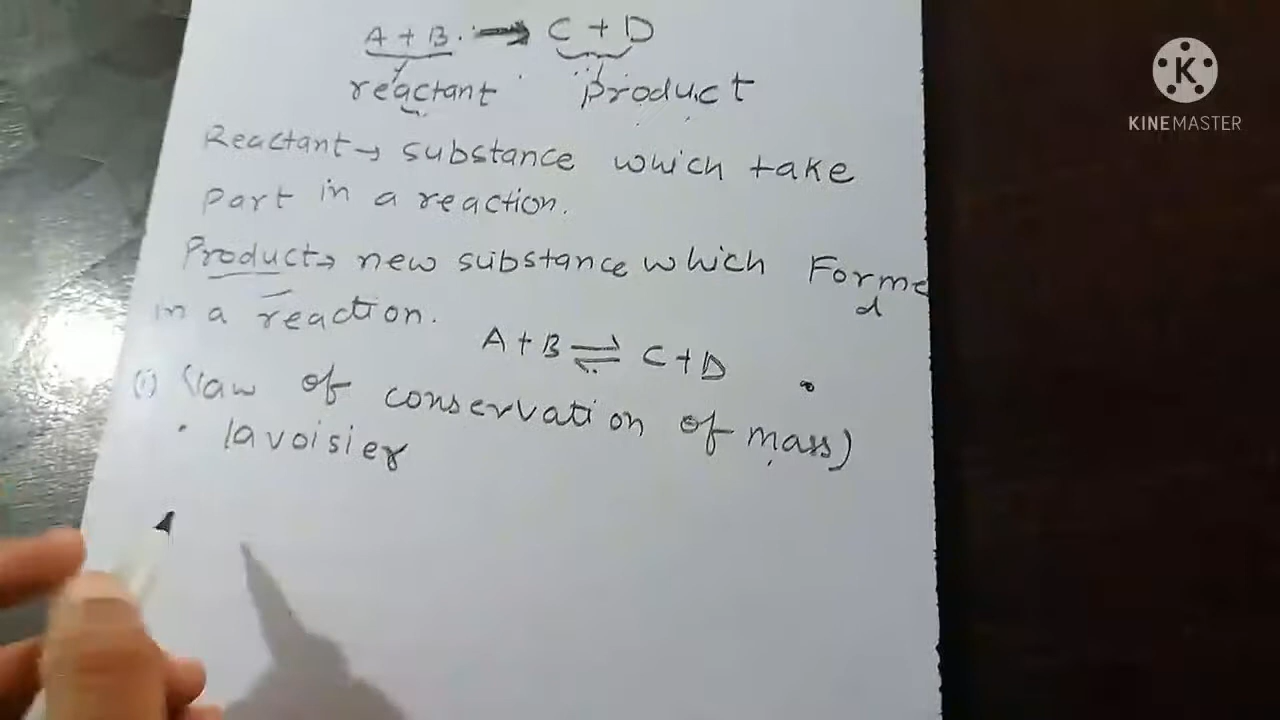 A + B. → C + D
reactant product
Reactant → substance which take
part in a reaction.
Product → new substance which Forme
d
in a reaction.
A + B ⇌ C + D
(i) (law of conservation of mass)
• lavoisier
K
KINEMASTER